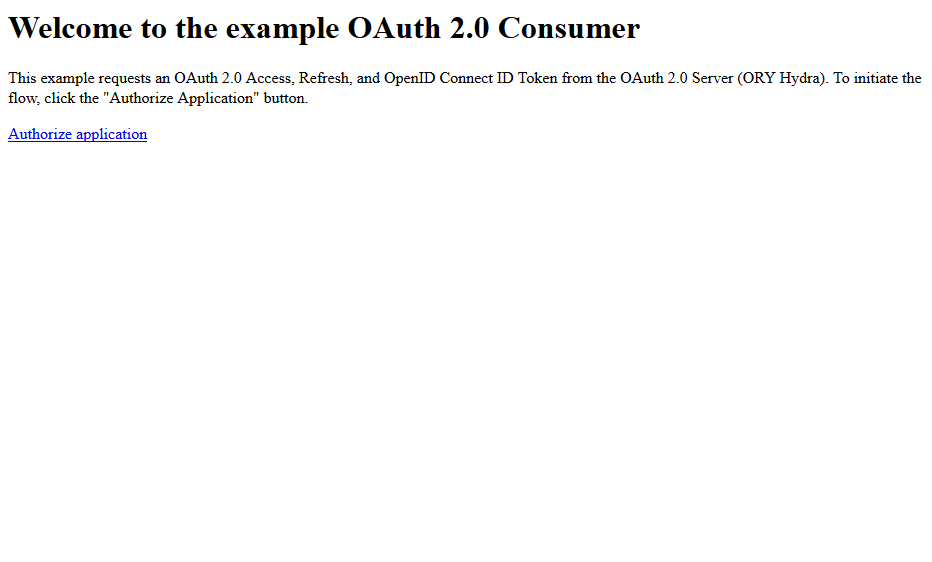 Welcome to the example OAuth 2.0 Consumer
This example requests an OAuth 2.0 Access, Refresh, and OpenID Connect ID Token from the OAuth 2.0 Server (ORY Hydra). To initiate the
flow, click the "Authorize Application" button.
Authorize application